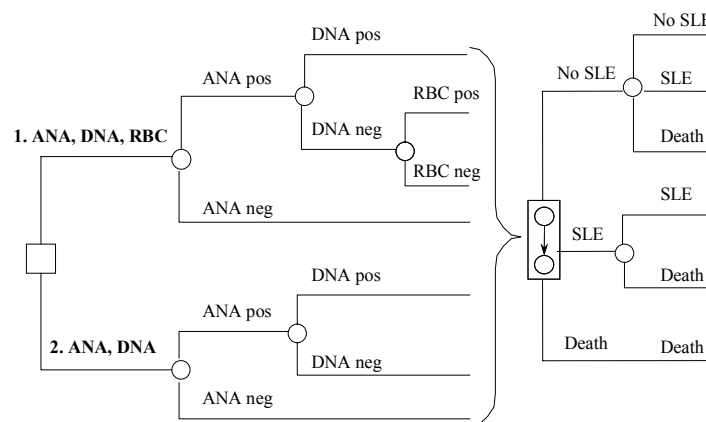 DNA pos
ANA pos
RBC pos
DNA neg
1. ANA, DNA, RBC
RBC neg
ANA neg
DNA pos
ANA pos
2. ANA, DNA
DNA neg
ANA neg
No SLE
No SLE
SLE
Death
SLE
SLE
Death
Death
Death